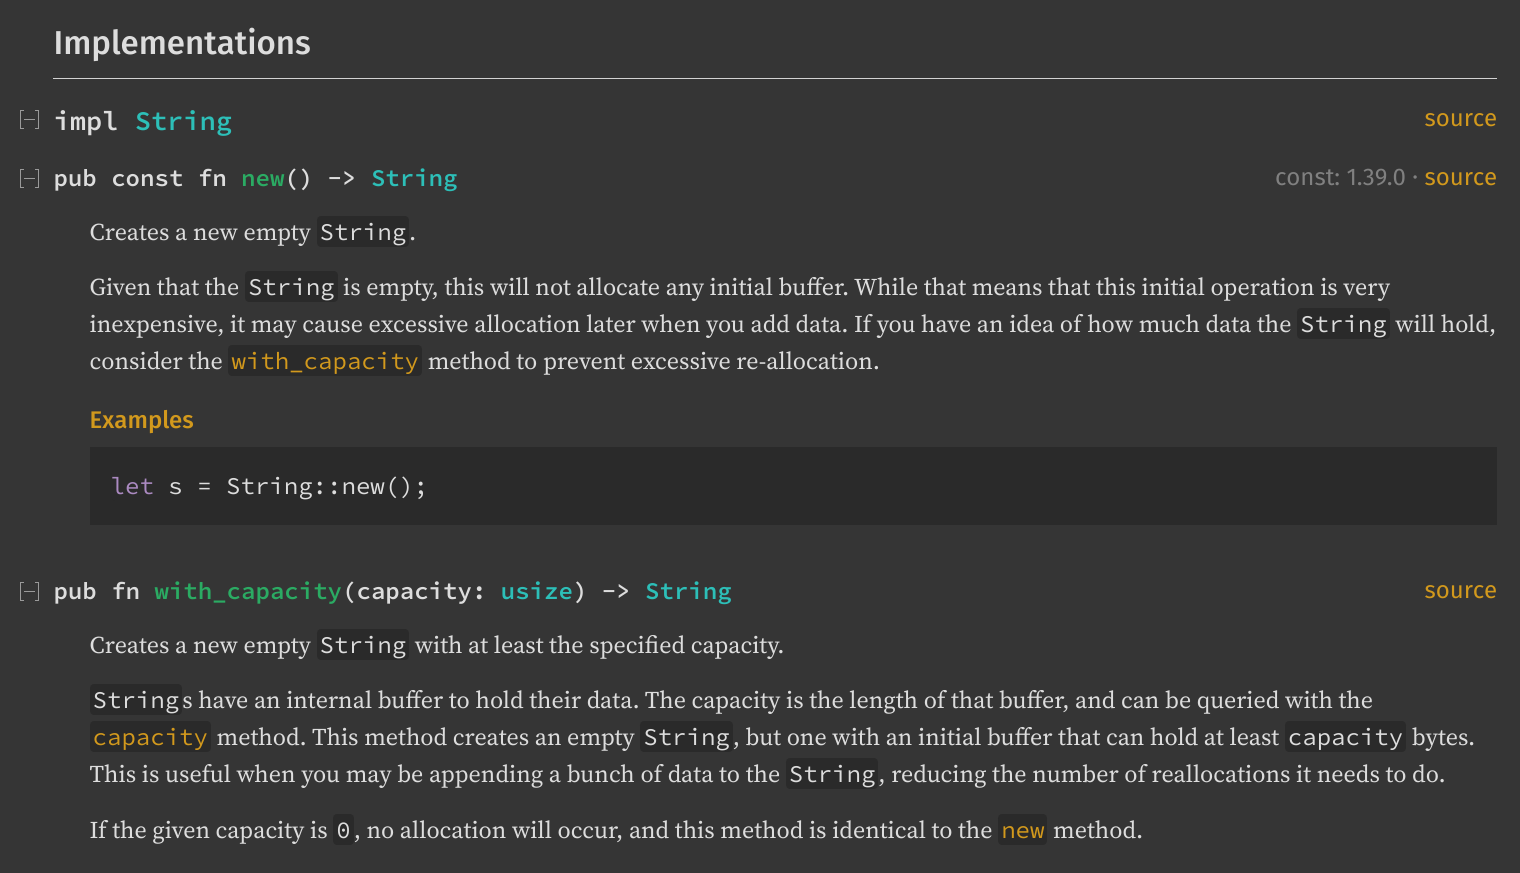 Implementations
[−] impl String source
[−] pub const fn new() -> String const: 1.39.0 · source
Creates a new empty String.
Given that the String is empty, this will not allocate any initial buffer. While that means that this initial operation is very
inexpensive, it may cause excessive allocation later when you add data. If you have an idea of how much data the String will hold,
consider the with_capacity method to prevent excessive re-allocation.
Examples
let s = String::new();
[−] pub fn with_capacity(capacity: usize) -> String source
Creates a new empty String with at least the specified capacity.
Strings have an internal buffer to hold their data. The capacity is the length of that buffer, and can be queried with the
capacity method. This method creates an empty String, but one with an initial buffer that can hold at least capacity bytes.
This is useful when you may be appending a bunch of data to the String, reducing the number of reallocations it needs to do.
If the given capacity is 0, no allocation will occur, and this method is identical to the new method.